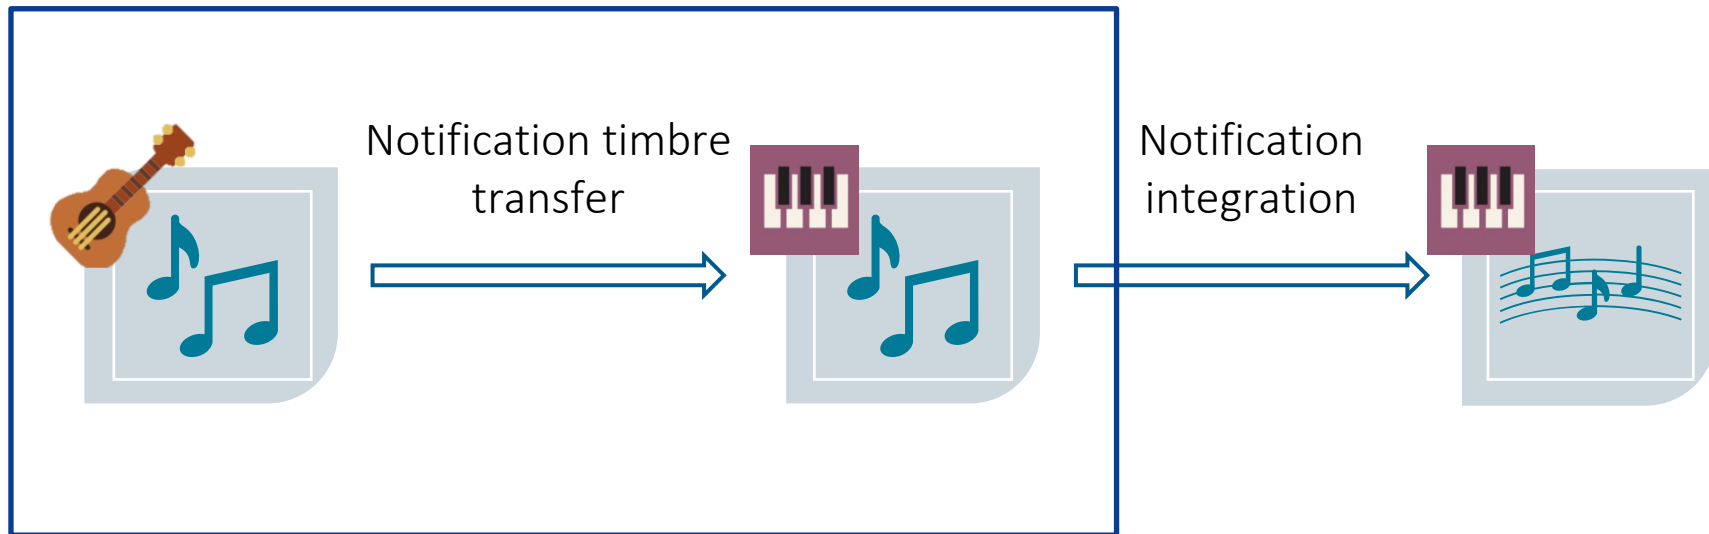 Notification timbre
transfer
Notification
integration